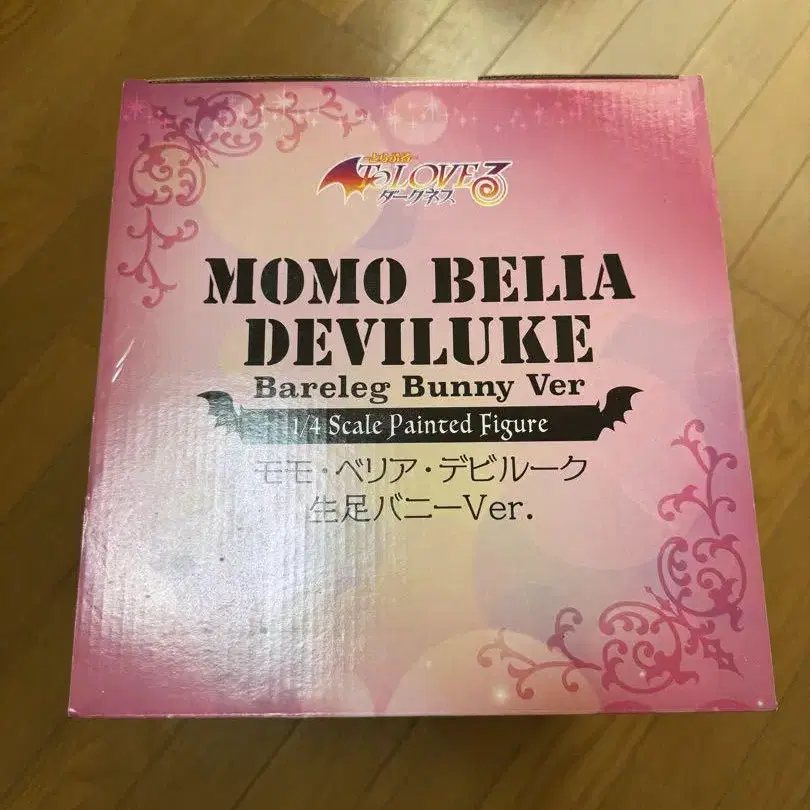 -とらぶる-
To LOVEる
ダークネス
MOMO BELIA
DEVILUKE
Bareleg Bunny Ver
1/4 Scale Painted Figure
モモ・ベリア・デビルーク
生足バニーVer.